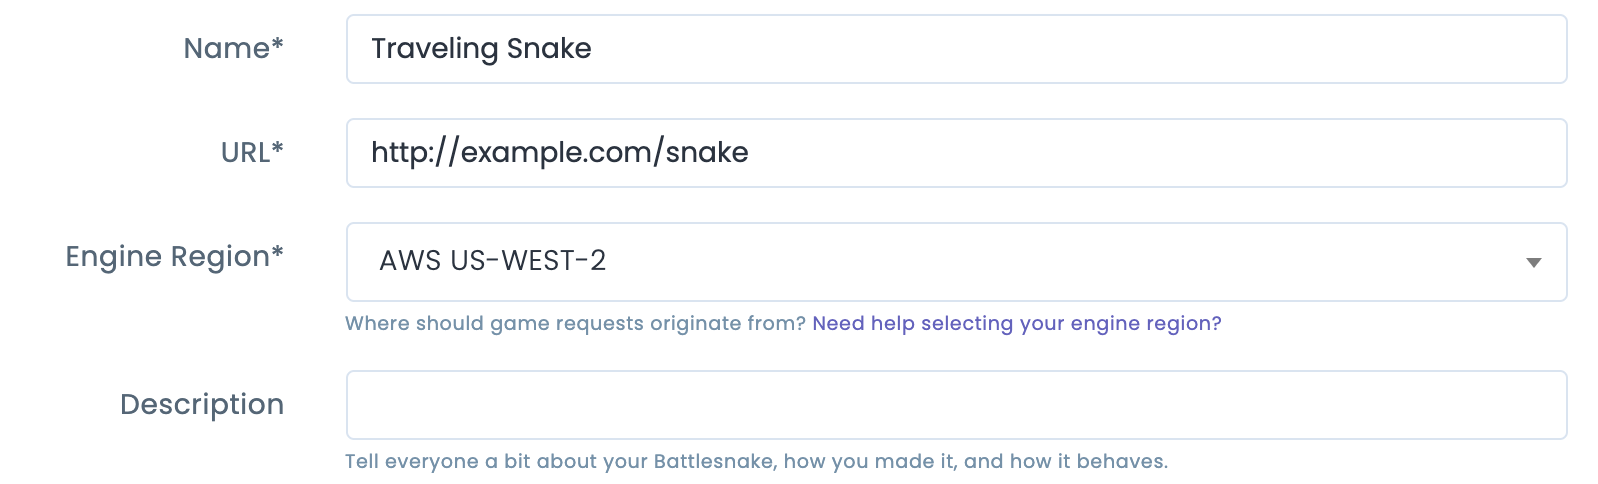 Name* Traveling Snake
URL* http://example.com/snake
Engine Region* AWS US-WEST-2
Where should game requests originate from? Need help selecting your engine region?
Description
Tell everyone a bit about your Battlesnake, how you made it, and how it behaves.